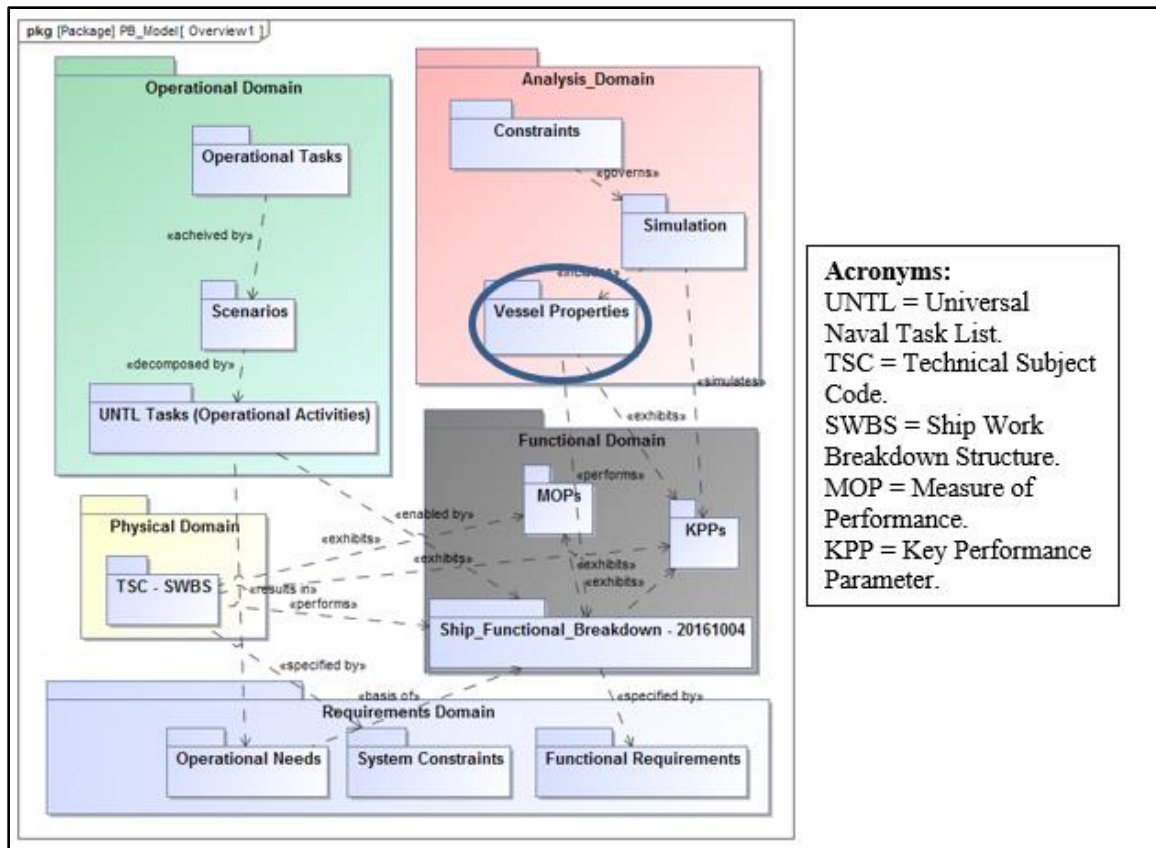 pkg [Package] PB_Model[ Overview1 ]
Operational Domain
Operational Tasks
«acheived by»
Scenarios
«decomposed by»
UNTL Tasks (Operational Activities)
Analysis_Domain
Constraints
«governs»
Simulation
Vessel Properties
«simulates»
«exhibits»
Functional Domain
«performs»
MOPs
KPPs
«enabled by»
«exhibits»
«exhibits»
«exhibits»
«exhibits»
Physical Domain
TSC - SWBS
«results in»
«performs»
Ship_Functional_Breakdown - 20161004
«specified by»
«basis of»
«specified by»
Requirements Domain
Operational Needs
System Constraints
Functional Requirements
Acronyms:
UNTL = Universal
Naval Task List.
TSC = Technical Subject
Code.
SWBS = Ship Work
Breakdown Structure.
MOP = Measure of
Performance.
KPP = Key Performance
Parameter.